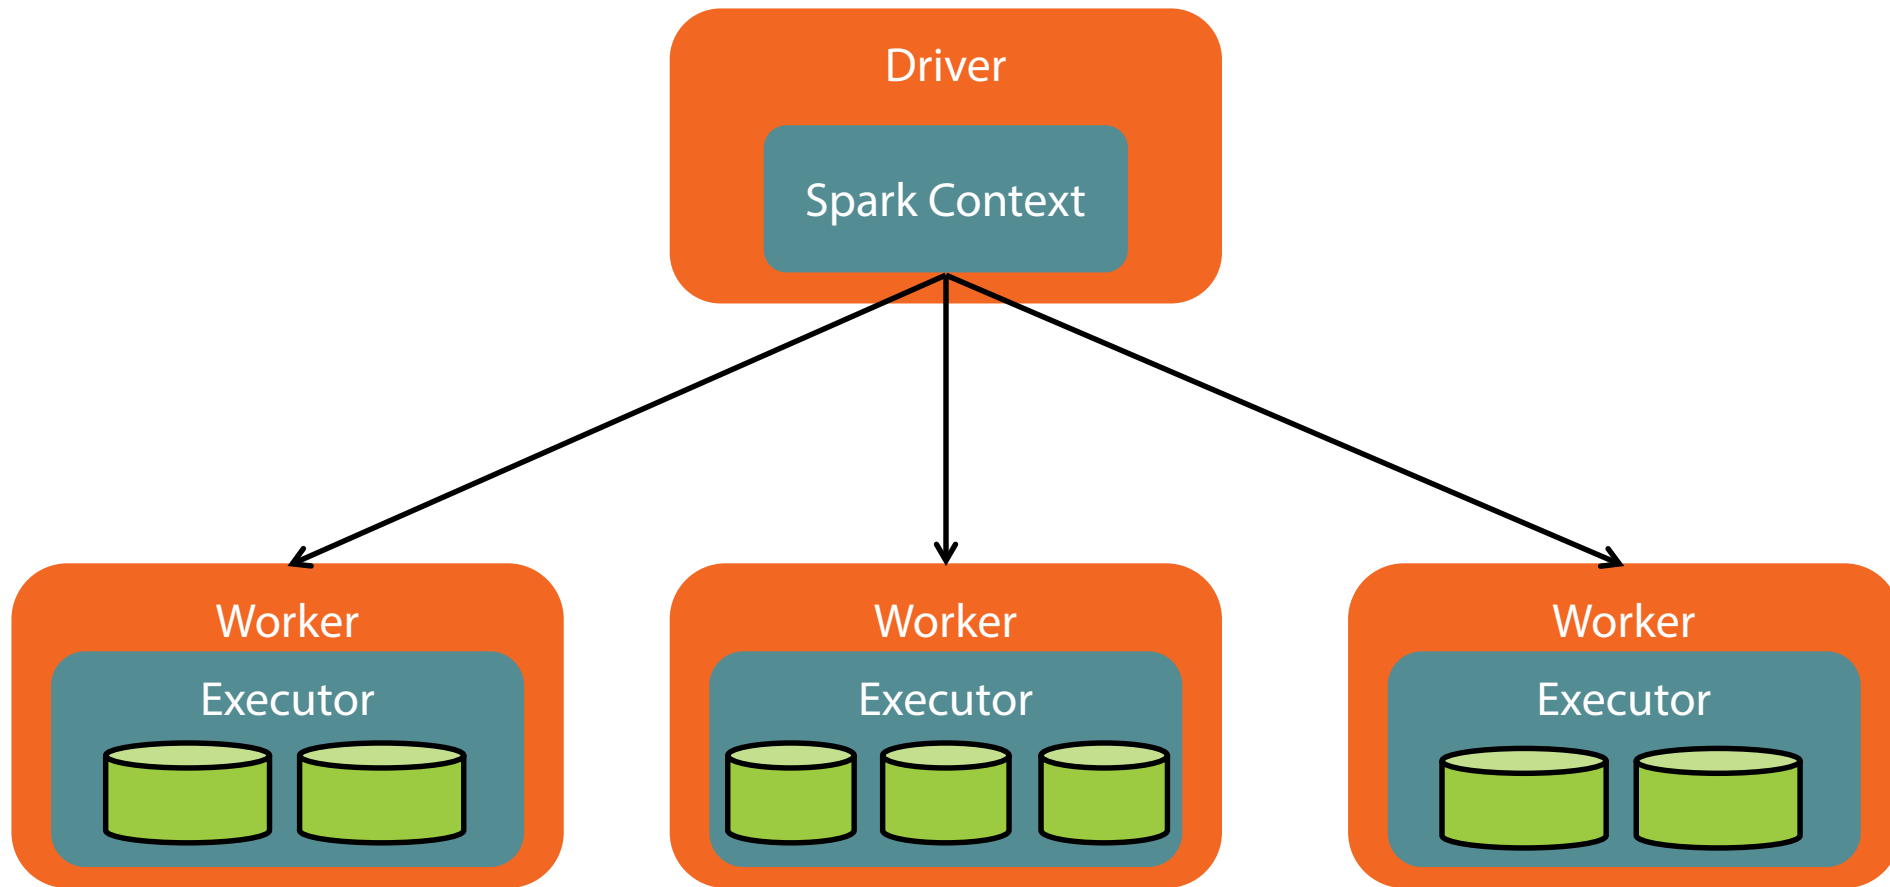 Driver
Spark Context
Worker
Worker
Worker
Executor
Executor
Executor